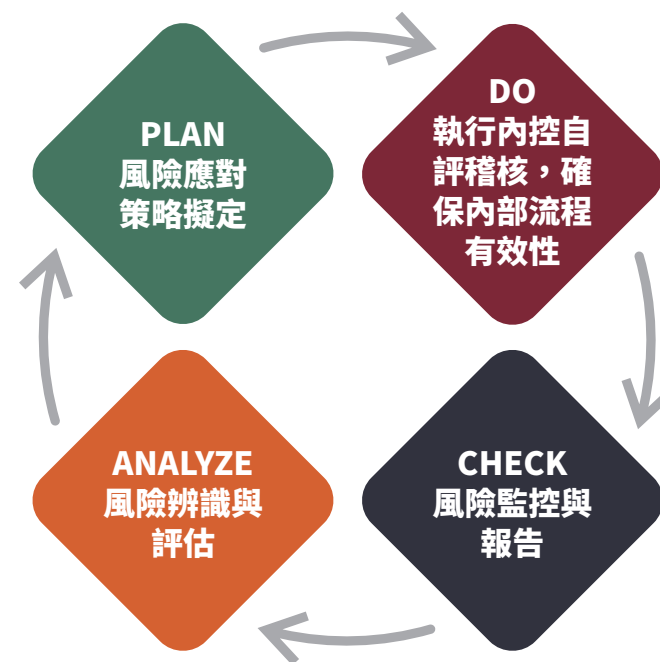 PLAN
風險應對
策略擬定
DO
執行內控自
評稽核，確
保內部流程
有效性
ANALYZE
風險辨識與
評估
CHECK
風險監控與
報告